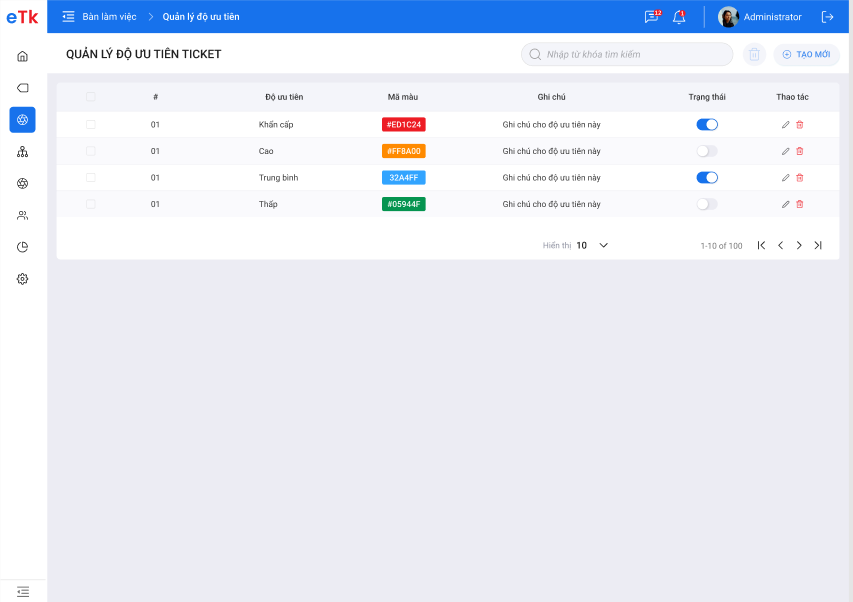 eTk
Bàn làm việc > Quản lý độ ưu tiên
12
1
Administrator
QUẢN LÝ ĐỘ ƯU TIÊN TICKET
Nhập từ khóa tìm kiếm
TẠO MỚI
# Độ ưu tiên Mã màu Ghi chú Trạng thái Thao tác
01 Khẩn cấp #ED1C24 Ghi chú cho độ ưu tiên này
01 Cao #FF8A00 Ghi chú cho độ ưu tiên này
01 Trung bình 32A4FF Ghi chú cho độ ưu tiên này
01 Thấp #05944F Ghi chú cho độ ưu tiên này
Hiển thị 10
1-10 of 100